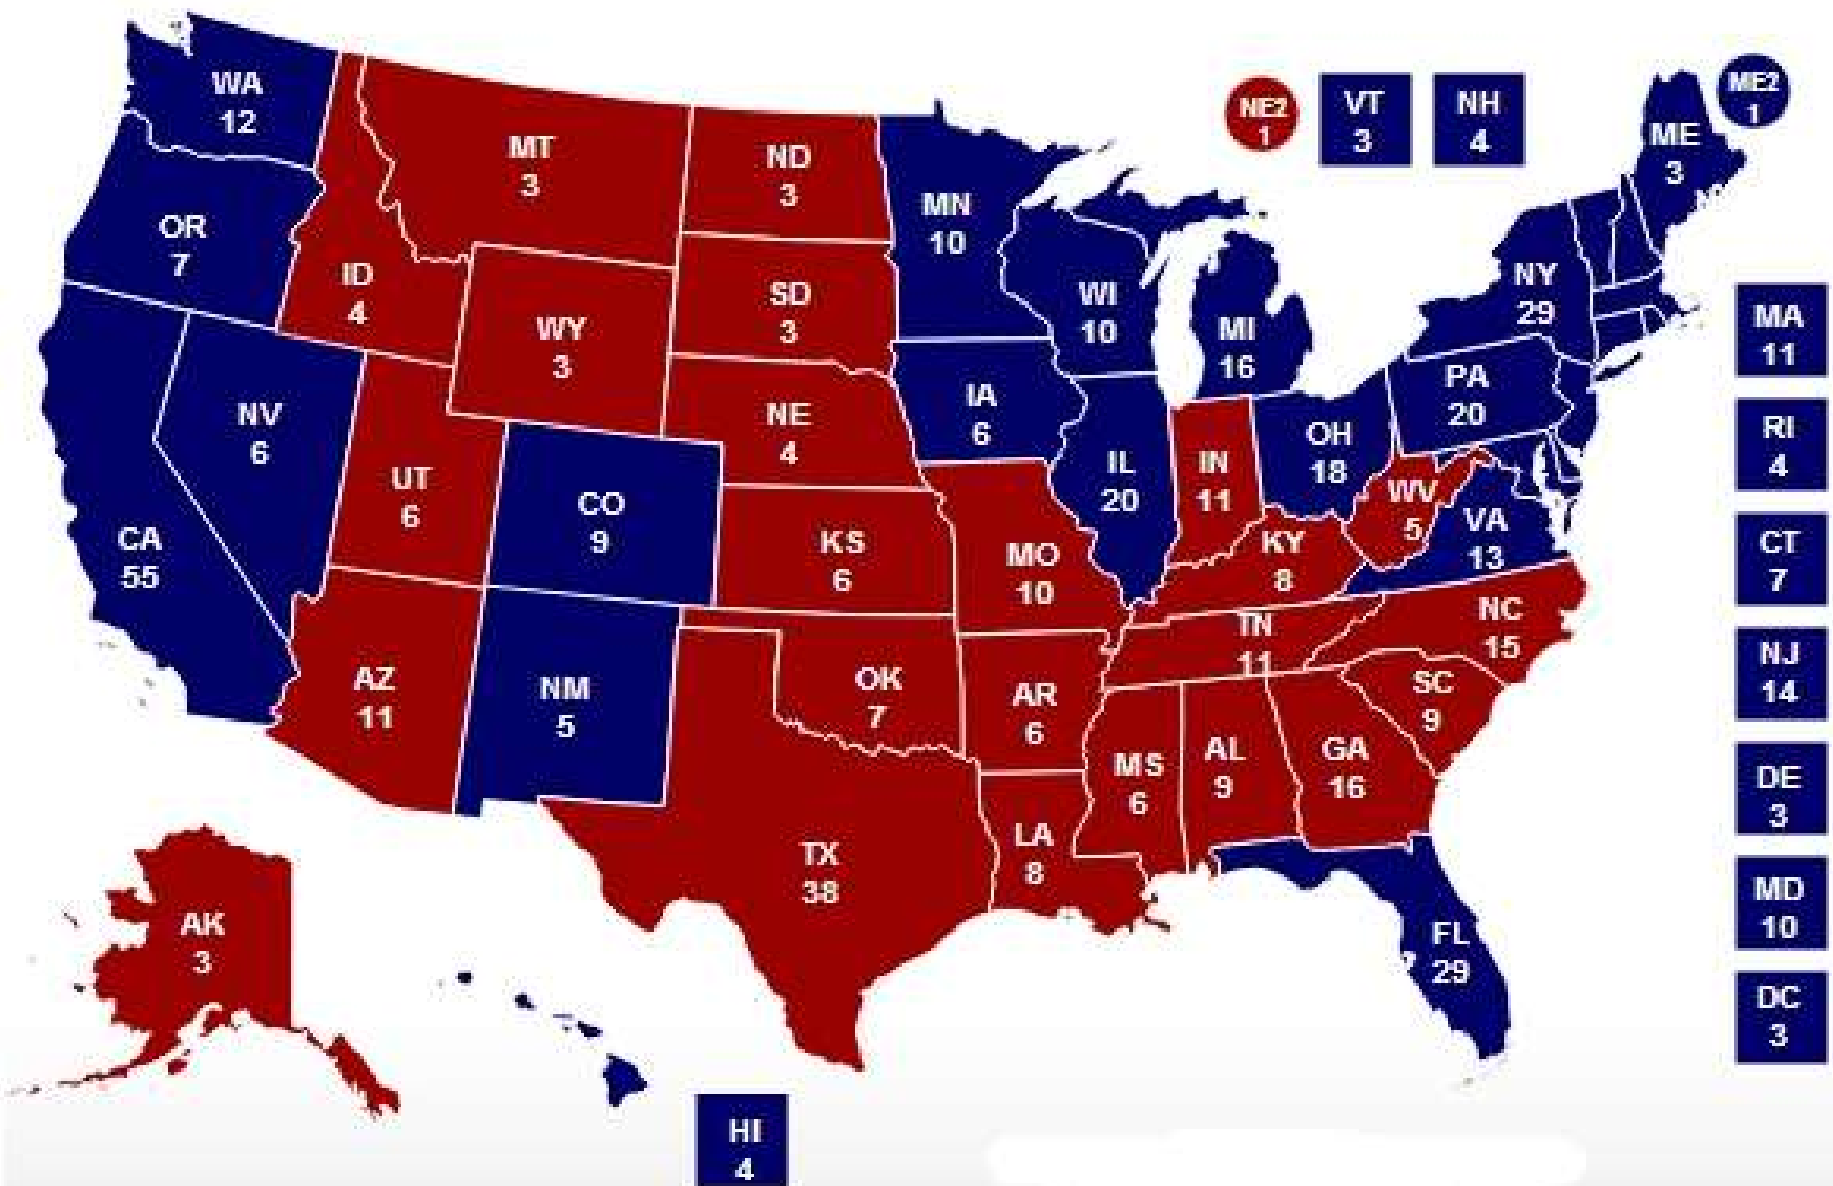 WA
12
OR
7
CA
55
NV
6
ID
4
MT
3
WY
3
UT
6
CO
9
AZ
11
NM
5
ND
3
SD
3
NE
4
KS
6
OK
7
TX
38
MN
10
IA
6
MO
10
AR
6
LA
8
WI
10
IL
20
MI
16
IN
11
OH
18
KY
8
TN
11
MS
6
AL
9
GA
16
FL
29
SC
9
NC
15
VA
13
WV
5
PA
20
NY
29
ME
3
NE2
1
VT
3
NH
4
ME2
1
MA
11
RI
4
CT
7
NJ
14
DE
3
MD
10
DC
3
AK
3
HI
4